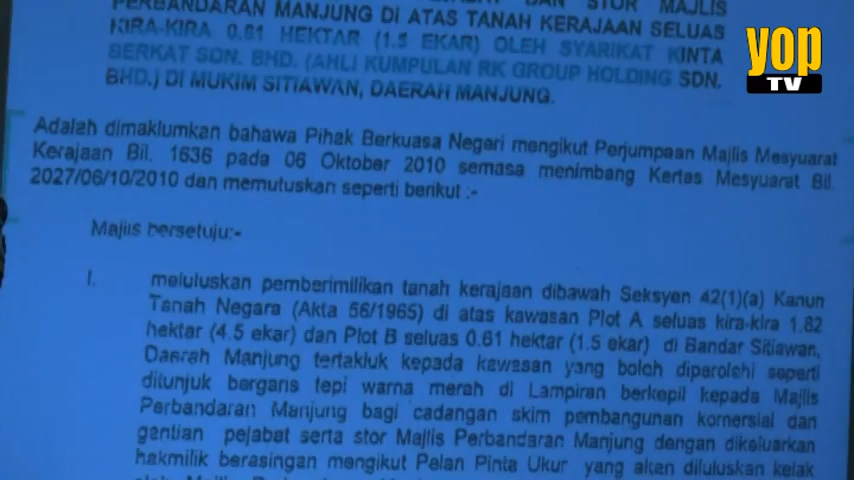 DAN STOR MAJLIS
PERBANDARAN MANJUNG DI ATAS TANAH KERAJAAN SELUAS
KIRA-KIRA 0.61 HEKTAR (1.5 EKAR) OLEH SYARIKAT KINTA
BERKAT SDN. BHD. (AHLI KUMPULAN RK GROUP HOLDING SDN.
BHD.) DI MUKIM SITIAWAN, DAERAH MANJUNG.
yop
TV
Adalah dimaklumkan bahawa Pihak Berkuasa Negeri mengikut Perjumpaan Majlis Mesyuarat
Kerajaan Bil. 1636 pada 06 Oktober 2010 semasa menimbang Kertas Mesyuarat Bil.
2027/06/10/2010 dan memutuskan seperti berikut :-
Majlis bersetuju:-
I. meluluskan pemberimilikan tanah kerajaan dibawah Seksyen 42(1)(a) Kanun
Tanah Negara (Akta 56/1965) di atas kawasan Plot A seluas kira-kira 1.82
hektar (4.5 ekar) dan Plot B seluas 0.61 hektar (1.5 ekar) di Bandar Sitiawan,
Daerah Manjung tertakluk kepada kawasan yang boleh diperolehi seperti
ditunjuk bergaris tepi warna merah di Lampiran berkepil kepada Majlis
Perbandaran Manjung bagi cadangan skim pembangunan komersial dan
gantian pejabat serta stor Majlis Perbandaran Manjung dengan dikeluarkan
hakmilik berasingan mengikut Pelan Pinta Ukur yang akan diluluskan kelak